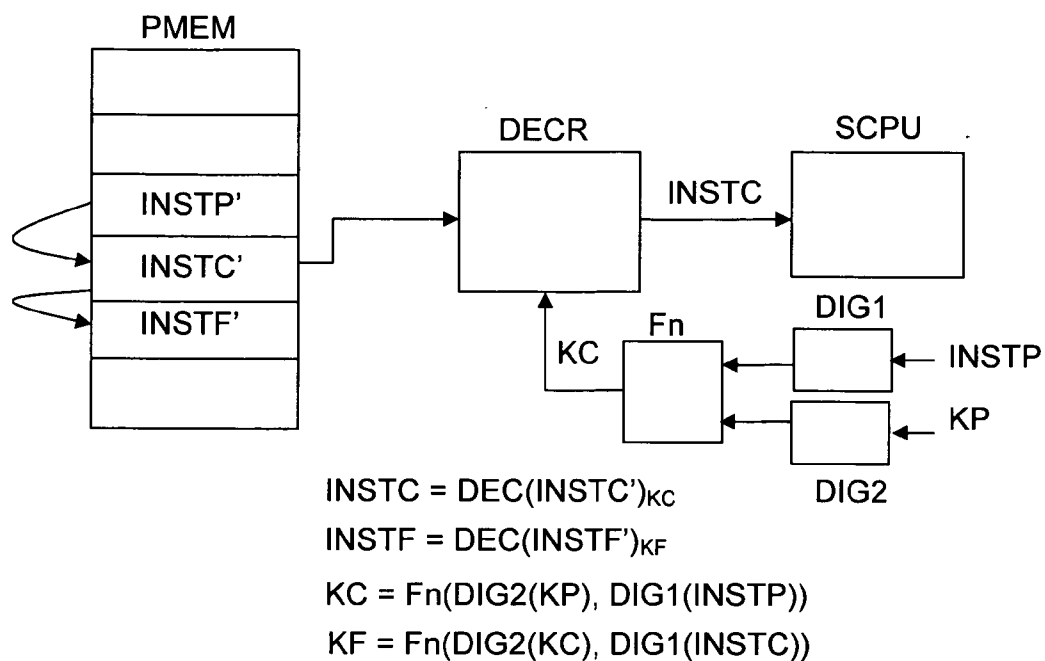 PMEM
DECR
SCPU
INSTP'
INSTC
INSTC'
INSTF'
DIG1
Fn
KC
INSTP
KP
DIG2
INSTC = DEC(INSTC')KC
INSTF = DEC(INSTF')KF
KC = Fn(DIG2(KP), DIG1(INSTP))
KF = Fn(DIG2(KC), DIG1(INSTC))